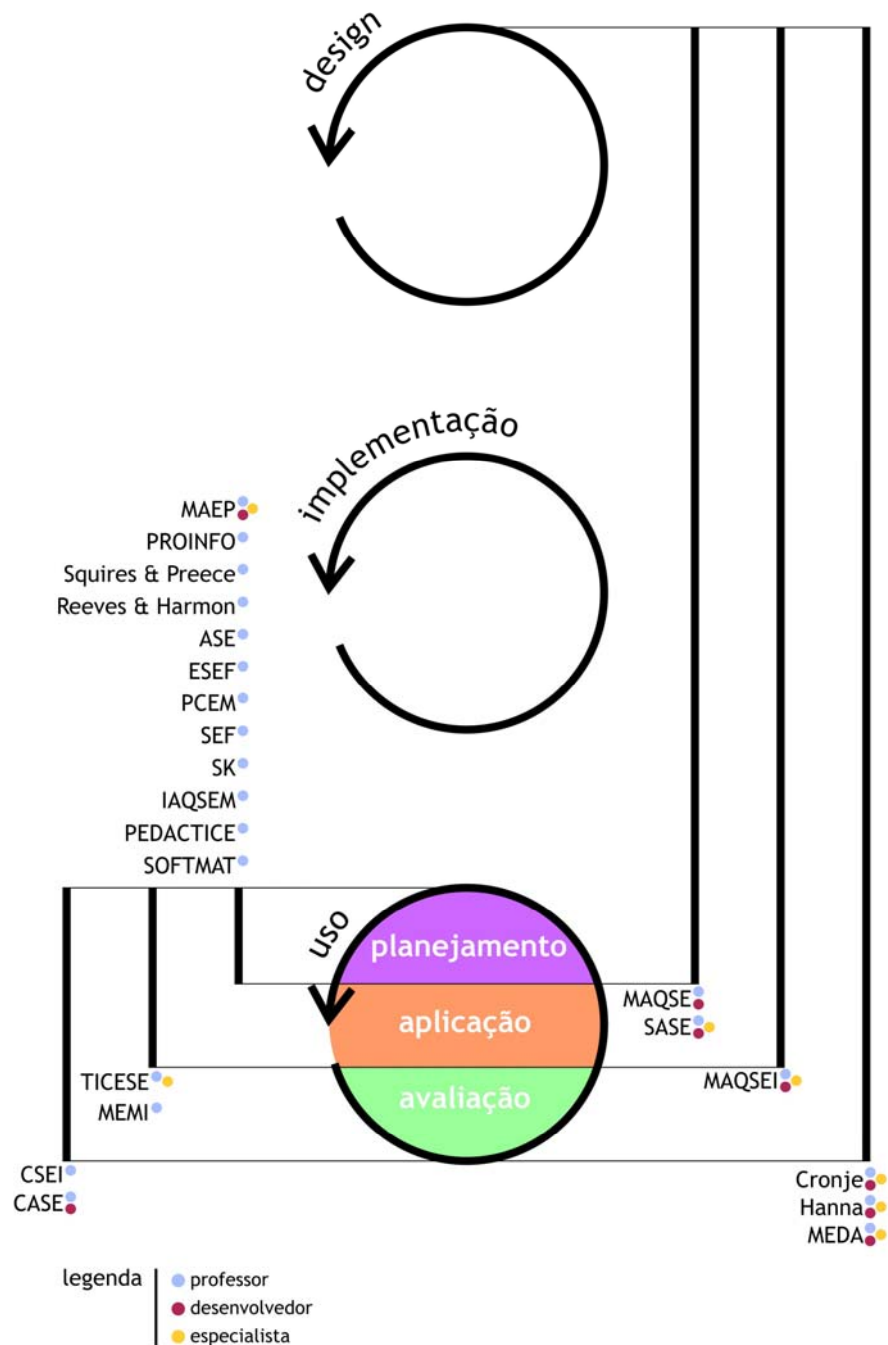 design
implementação
MAEP
PROINFO
Squires & Preece
Reeves & Harmon
ASE
ESEF
PCEM
SEF
SK
IAQSEM
PEDACTICE
SOFTMAT
uso
planejamento
aplicação
avaliação
MAQSE
SASE
TICESE
MEMI
MAQSEI
CSEI
CASE
Cronje
Hanna
MEDA
legenda
professor
desenvolvedor
especialista